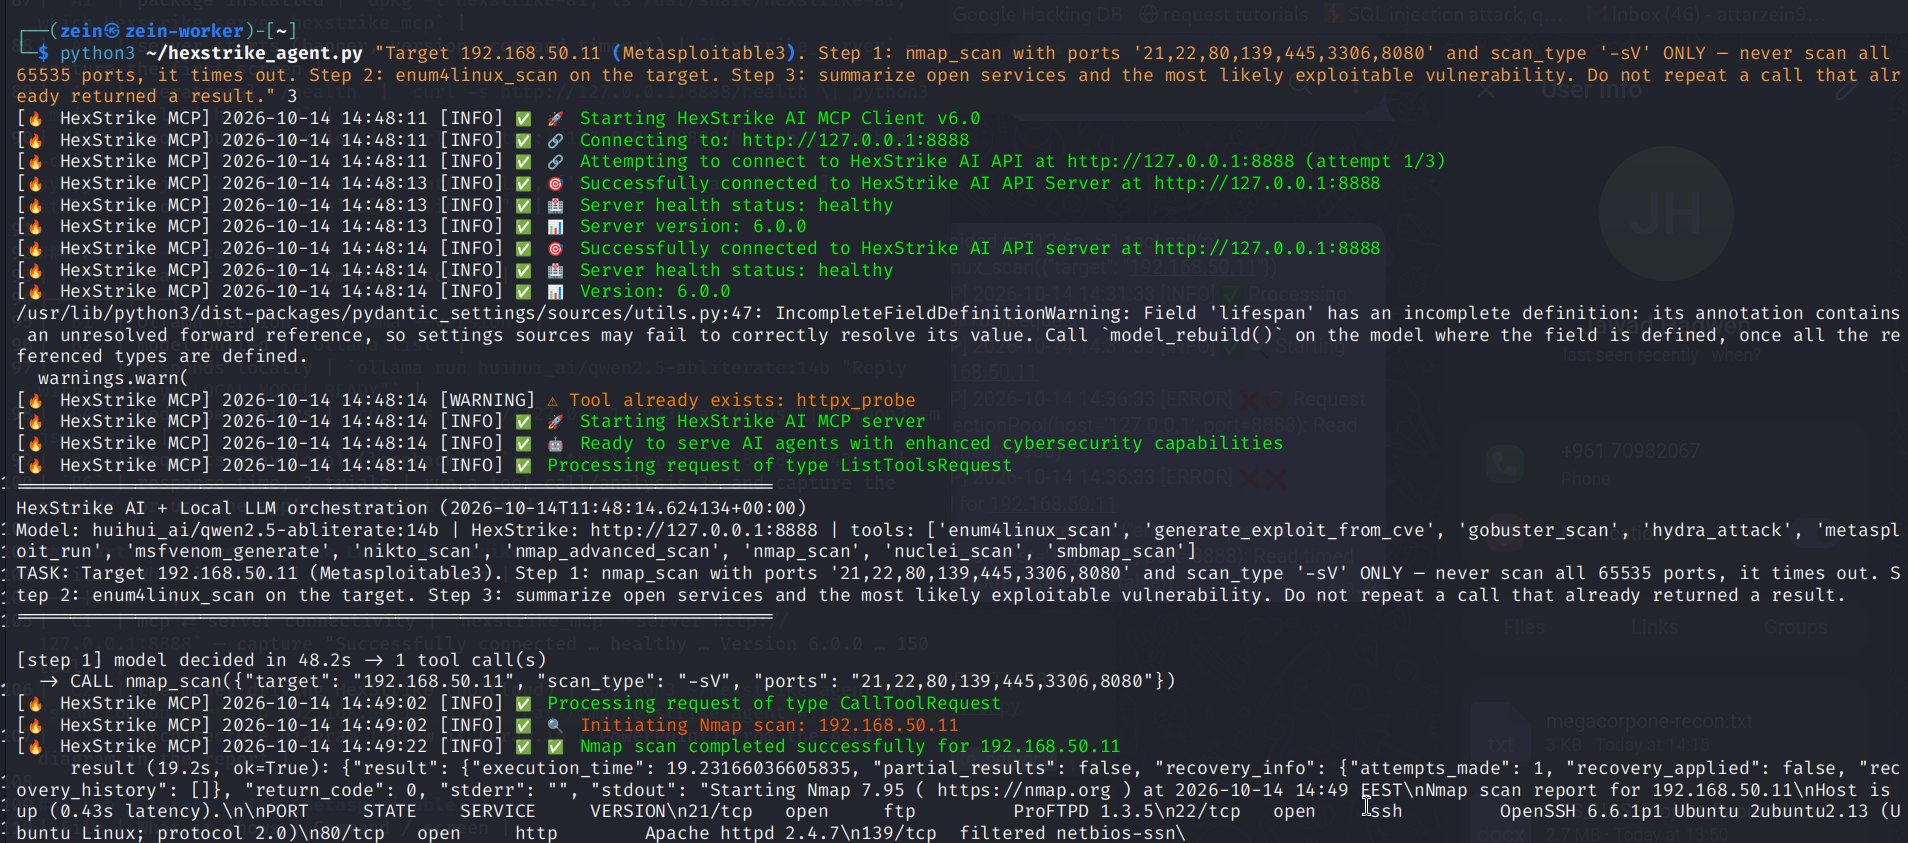 ┌──(zein㉿zein-worker)-[~]
└─$ python3 ~/hexstrike_agent.py "Target 192.168.50.11 (Metasploitable3). Step 1: nmap_scan with ports '21,22,80,139,445,3306,8080' and scan_type '-sV' ONLY — never scan all
65535 ports, it times out. Step 2: enum4linux_scan on the target. Step 3: summarize open services and the most likely exploitable vulnerability. Do not repeat a call that alr
eady returned a result." 3
[🔥 HexStrike MCP] 2026-10-14 14:48:11 [INFO] ✅ 🚀 Starting HexStrike AI MCP Client v6.0
[🔥 HexStrike MCP] 2026-10-14 14:48:11 [INFO] ✅ 🔗 Connecting to: http://127.0.0.1:8888
[🔥 HexStrike MCP] 2026-10-14 14:48:11 [INFO] ✅ 🔗 Attempting to connect to HexStrike AI API at http://127.0.0.1:8888 (attempt 1/3)
[🔥 HexStrike MCP] 2026-10-14 14:48:13 [INFO] ✅ 🎯 Successfully connected to HexStrike AI API Server at http://127.0.0.1:8888
[🔥 HexStrike MCP] 2026-10-14 14:48:13 [INFO] ✅ 🏥 Server health status: healthy
[🔥 HexStrike MCP] 2026-10-14 14:48:13 [INFO] ✅ 📊 Server version: 6.0.0
[🔥 HexStrike MCP] 2026-10-14 14:48:14 [INFO] ✅ 🎯 Successfully connected to HexStrike AI API server at http://127.0.0.1:8888
[🔥 HexStrike MCP] 2026-10-14 14:48:14 [INFO] ✅ 🏥 Server health status: healthy
[🔥 HexStrike MCP] 2026-10-14 14:48:14 [INFO] ✅ 📊 Version: 6.0.0
/usr/lib/python3/dist-packages/pydantic_settings/sources/utils.py:47: IncompleteFieldDefinitionWarning: Field 'lifespan' has an incomplete definition: its annotation contains
 an unresolved forward reference, so settings sources may fail to correctly resolve its value. Call `model_rebuild()` on the model where the field is defined, once all the re
ferenced types are defined.
  warnings.warn(
[🔥 HexStrike MCP] 2026-10-14 14:48:14 [WARNING] ⚠ Tool already exists: httpx_probe
[🔥 HexStrike MCP] 2026-10-14 14:48:14 [INFO] ✅ 🚀 Starting HexStrike AI MCP server
[🔥 HexStrike MCP] 2026-10-14 14:48:14 [INFO] ✅ 🤖 Ready to serve AI agents with enhanced cybersecurity capabilities
[🔥 HexStrike MCP] 2026-10-14 14:48:14 [INFO] ✅ Processing request of type ListToolsRequest
HexStrike AI + Local LLM orchestration (2026-10-14T11:48:14.624134+00:00)
Model: huihui_ai/qwen2.5-abliterate:14b | HexStrike: http://127.0.0.1:8888 | tools: ['enum4linux_scan', 'generate_exploit_from_cve', 'gobuster_scan', 'hydra_attack', 'metaspl
oit_run', 'msfvenom_generate', 'nikto_scan', 'nmap_advanced_scan', 'nmap_scan', 'nuclei_scan', 'smbmap_scan']
TASK: Target 192.168.50.11 (Metasploitable3). Step 1: nmap_scan with ports '21,22,80,139,445,3306,8080' and scan_type '-sV' ONLY — never scan all 65535 ports, it times out. S
tep 2: enum4linux_scan on the target. Step 3: summarize open services and the most likely exploitable vulnerability. Do not repeat a call that already returned a result.
[step 1] model decided in 48.2s → 1 tool call(s)
  → CALL nmap_scan({"target": "192.168.50.11", "scan_type": "-sV", "ports": "21,22,80,139,445,3306,8080"})
[🔥 HexStrike MCP] 2026-10-14 14:49:02 [INFO] ✅ Processing request of type CallToolRequest
[🔥 HexStrike MCP] 2026-10-14 14:49:02 [INFO] ✅ 🔍 Initiating Nmap scan: 192.168.50.11
[🔥 HexStrike MCP] 2026-10-14 14:49:22 [INFO] ✅ ✅ Nmap scan completed successfully for 192.168.50.11
     result (19.2s, ok=True): {"result": {"execution_time": 19.23166036605835, "partial_results": false, "recovery_info": {"attempts_made": 1, "recovery_applied": false, "rec
overy_history": []}, "return_code": 0, "stderr": "", "stdout": "Starting Nmap 7.95 ( https://nmap.org ) at 2026-10-14 14:49 EEST\nNmap scan report for 192.168.50.11\nHost is
up (0.43s latency).\n\nPORT     STATE    SERVICE     VERSION\n21/tcp   open     ftp         ProFTPD 1.3.5\n22/tcp   open     ssh         OpenSSH 6.6.1p1 Ubuntu 2ubuntu2.13 (U
buntu Linux; protocol 2.0)\n80/tcp   open     http        Apache httpd 2.4.7\n139/tcp  filtered netbios-ssn\